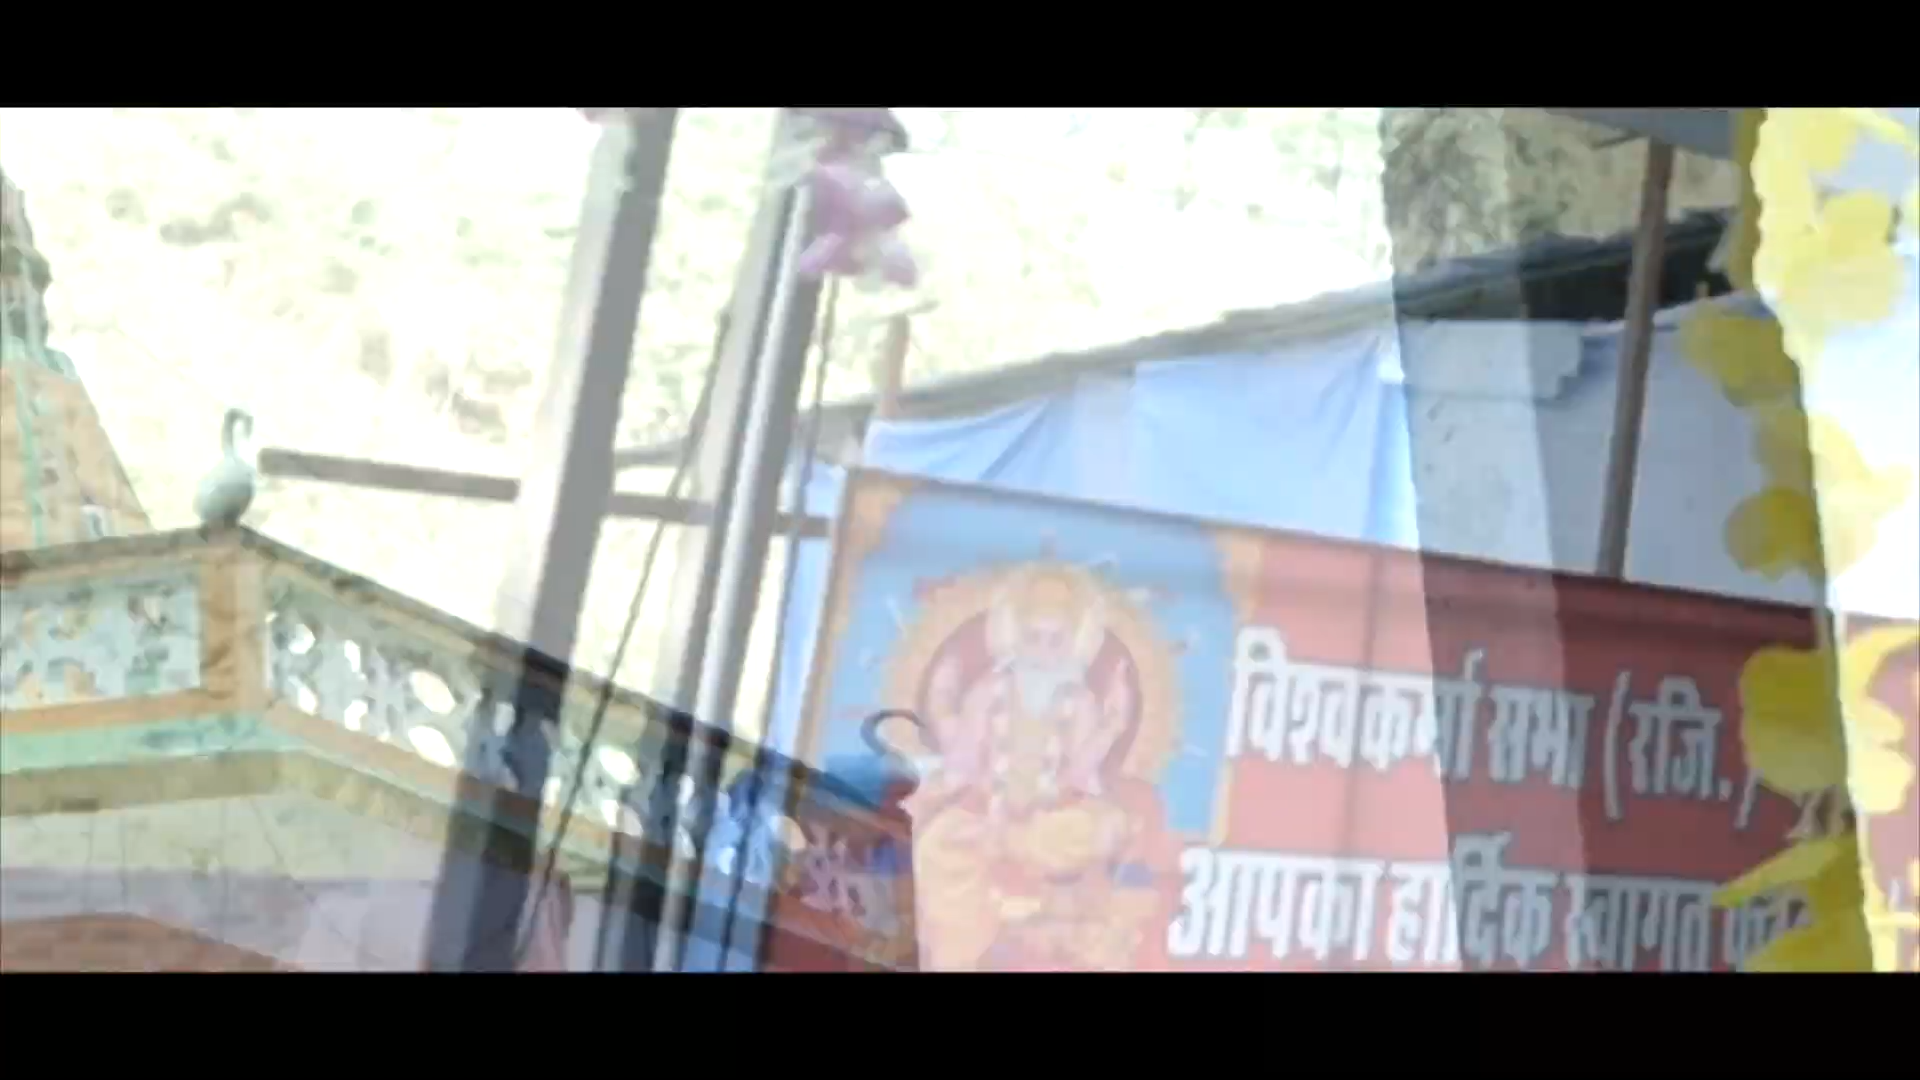 विश्वकर्मा सभा (रजि.)
आपका हार्दिक स्वागत